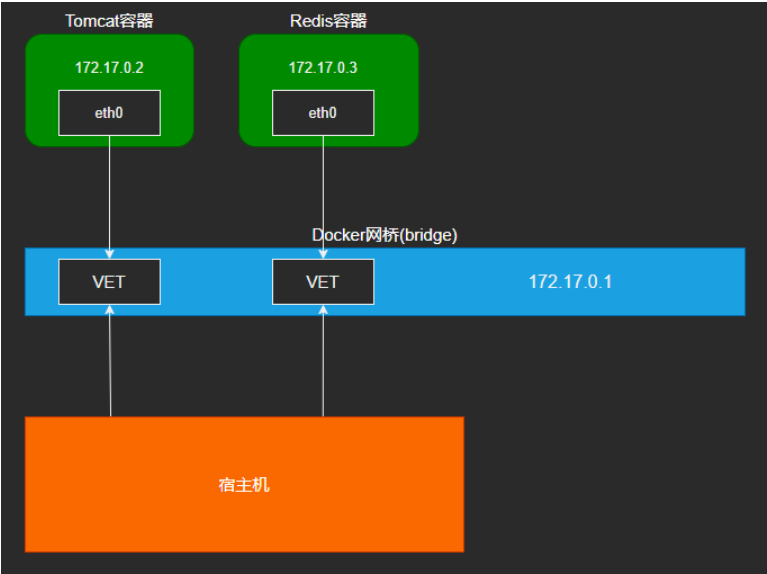 Tomcat容器
Redis容器
172.17.0.2
172.17.0.3
eth0
eth0
Docker网桥(bridge)
VET
VET
172.17.0.1
宿主机